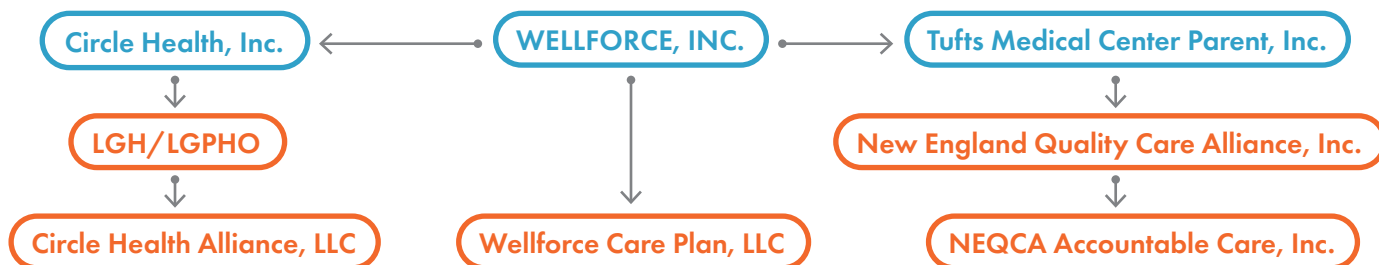 Circle Health, Inc.
WELLFORCE, INC.
Tufts Medical Center Parent, Inc.
LGH/LGPHO
New England Quality Care Alliance, Inc.
Circle Health Alliance, LLC
Wellforce Care Plan, LLC
NEQCA Accountable Care, Inc.